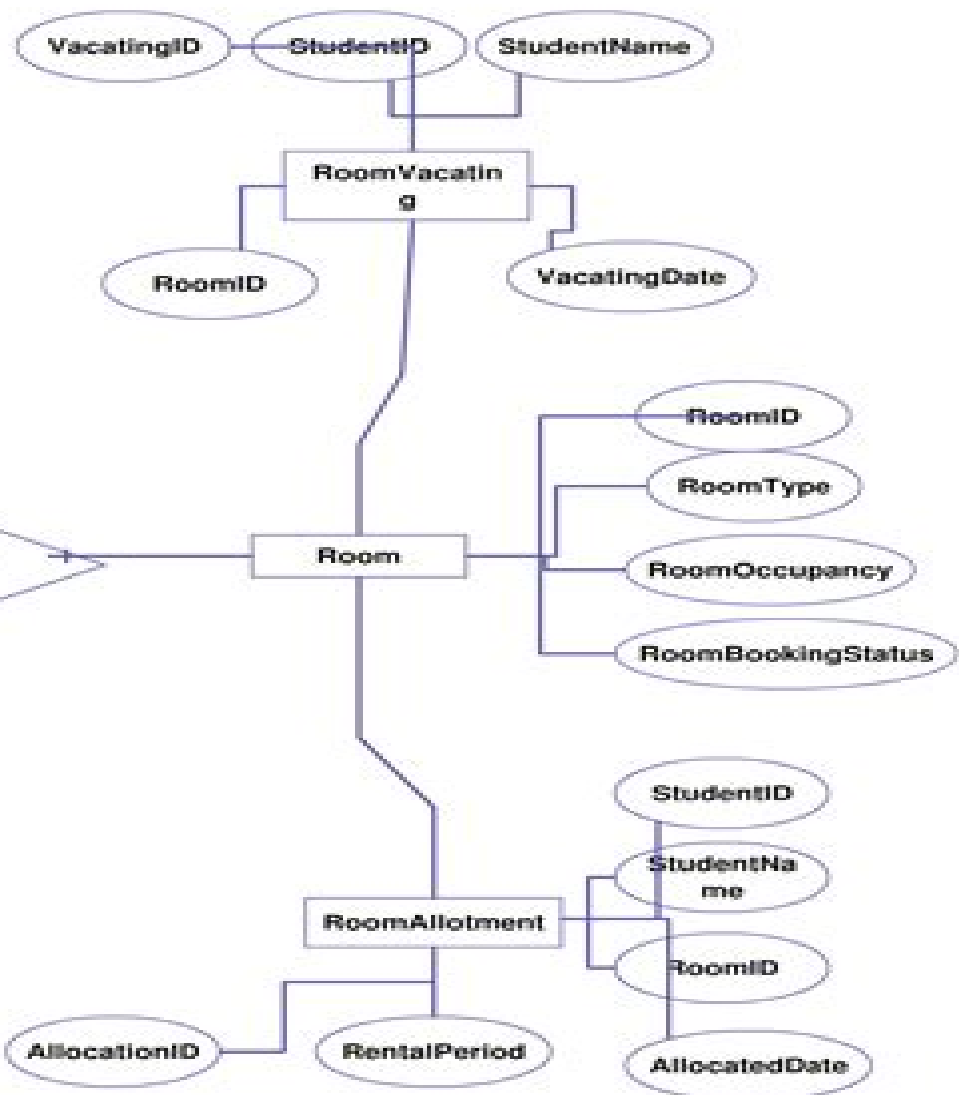 VacatingID
StudentID
StudentName
RoomVacatin
g
RoomID
VacatingDate
RoomID
RoomType
Room
RoomOccupancy
RoomBookingStatus
StudentID
StudentNa
me
RoomAllotment
RoomID
AllocationID
RentalPeriod
AllocatedDate